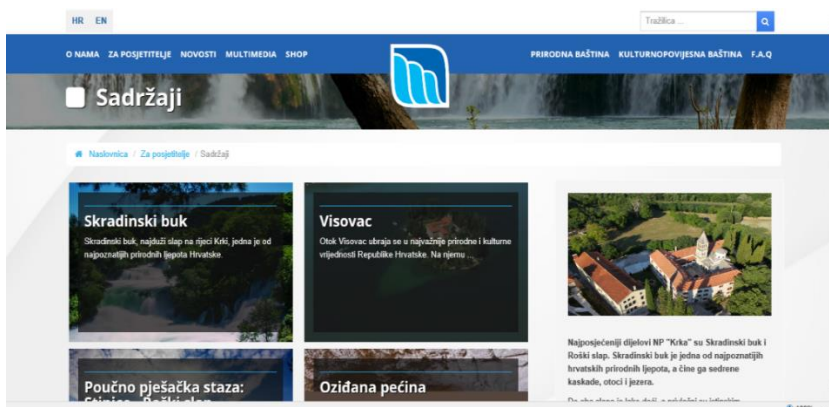 HR EN
Tražilica ...
O NAMA ZA POSJETITELJE NOVOSTI MULTIMEDIA SHOP
PRIRODNA BAŠTINA KULTURNOPOVIJESNA BAŠTINA F.A.Q
Sadržaji
Naslovnica / Za posjetitelje / Sadržaji
Skradinski buk
Skradinski buk, najduži slap na rijeci Krki, jedna je od
najpoznatijih prirodnih ljepota Hrvatske.
Visovac
Otok Visovac ubraja se u najvažnije prirodne i kulturne
vrijednosti Republike Hrvatske. Na njemu ...
Najposjećeniji dijelovi NP "Krka" su Skradinski buk i
Roški slap. Skradinski buk je jedna od najpoznatijih
hrvatskih prirodnih ljepota, a čine ga sedrene
kaskade, otoci i jezera.
Poučno pješačka staza:
Stinice - Roški slap
Oziđana pećina